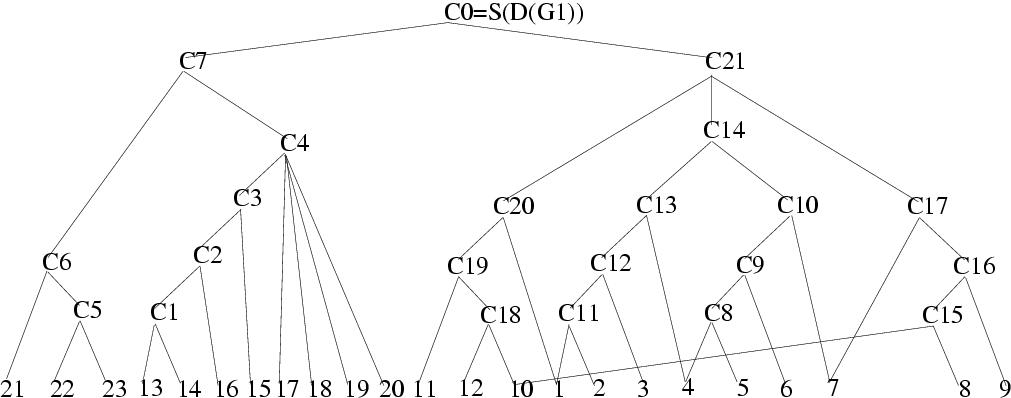 C0=S(D(G1))
C7 C21
C14
C4
C3 C20 C13 C10 C17
C2 C6 C19 C12 C9 C16
C5 C1 C18 C11 C8 C15
21 22 23 13 14 16 15 17 18 19 20 11 12 10 1 2 3 4 5 6 7 8 9